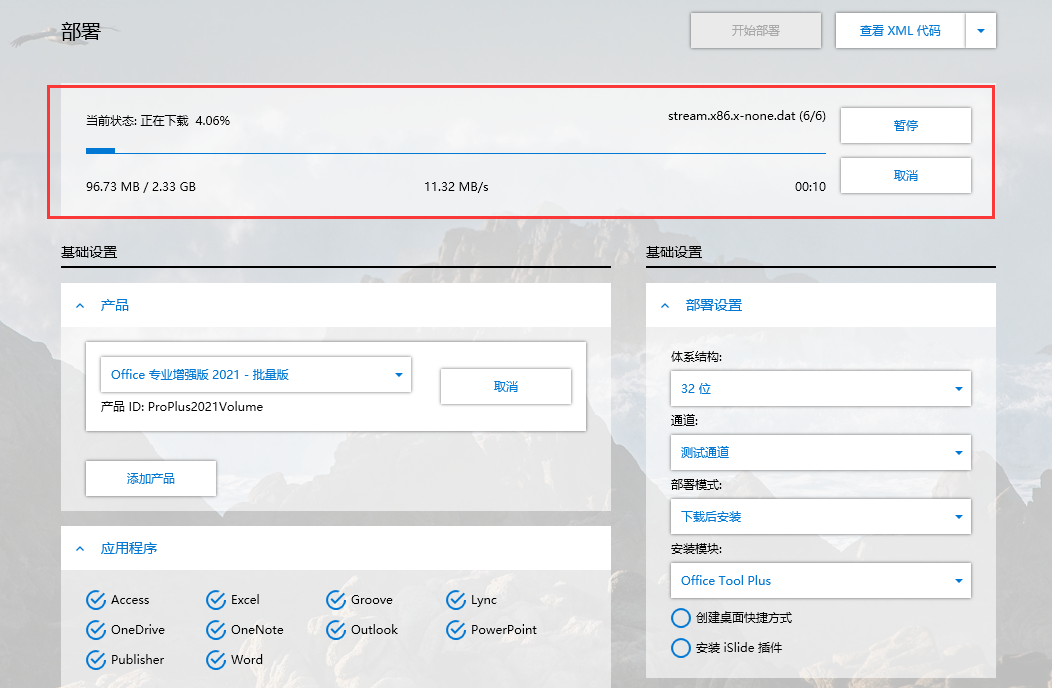 部署
开始部署
查看 XML 代码
当前状态: 正在下载 4.06%
stream.x86.x-none.dat (6/6)
暂停
96.73 MB / 2.33 GB
11.32 MB/s
00:10
取消
基础设置
产品
Office 专业增强版 2021 - 批量版
取消
产品 ID: ProPlus2021Volume
添加产品
应用程序
Access
Excel
Groove
Lync
OneDrive
OneNote
Outlook
PowerPoint
Publisher
Word
基础设置
部署设置
体系结构:
32 位
通道:
测试通道
部署模式:
下载后安装
安装模块:
Office Tool Plus
创建桌面快捷方式
安装 iSlide 插件